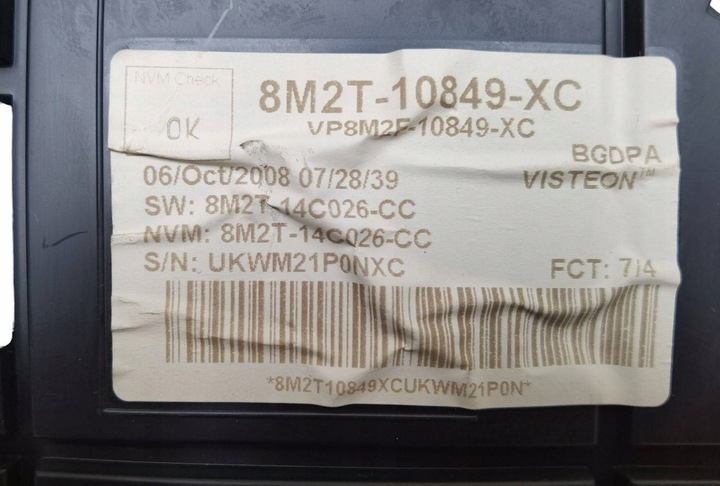 NVM Check
OK
8M2T-10849-XC
VP8M2F-10849-XC
BGDPA
VISTEON™
06/Oct/2008 07/28/39
SW: 8M2T-14C026-CC
NVM: 8M2T-14C026-CC
S/N: UKWM21P0NXC
FCT: 7/4
*8M2T10849XCUKWM21P0N*